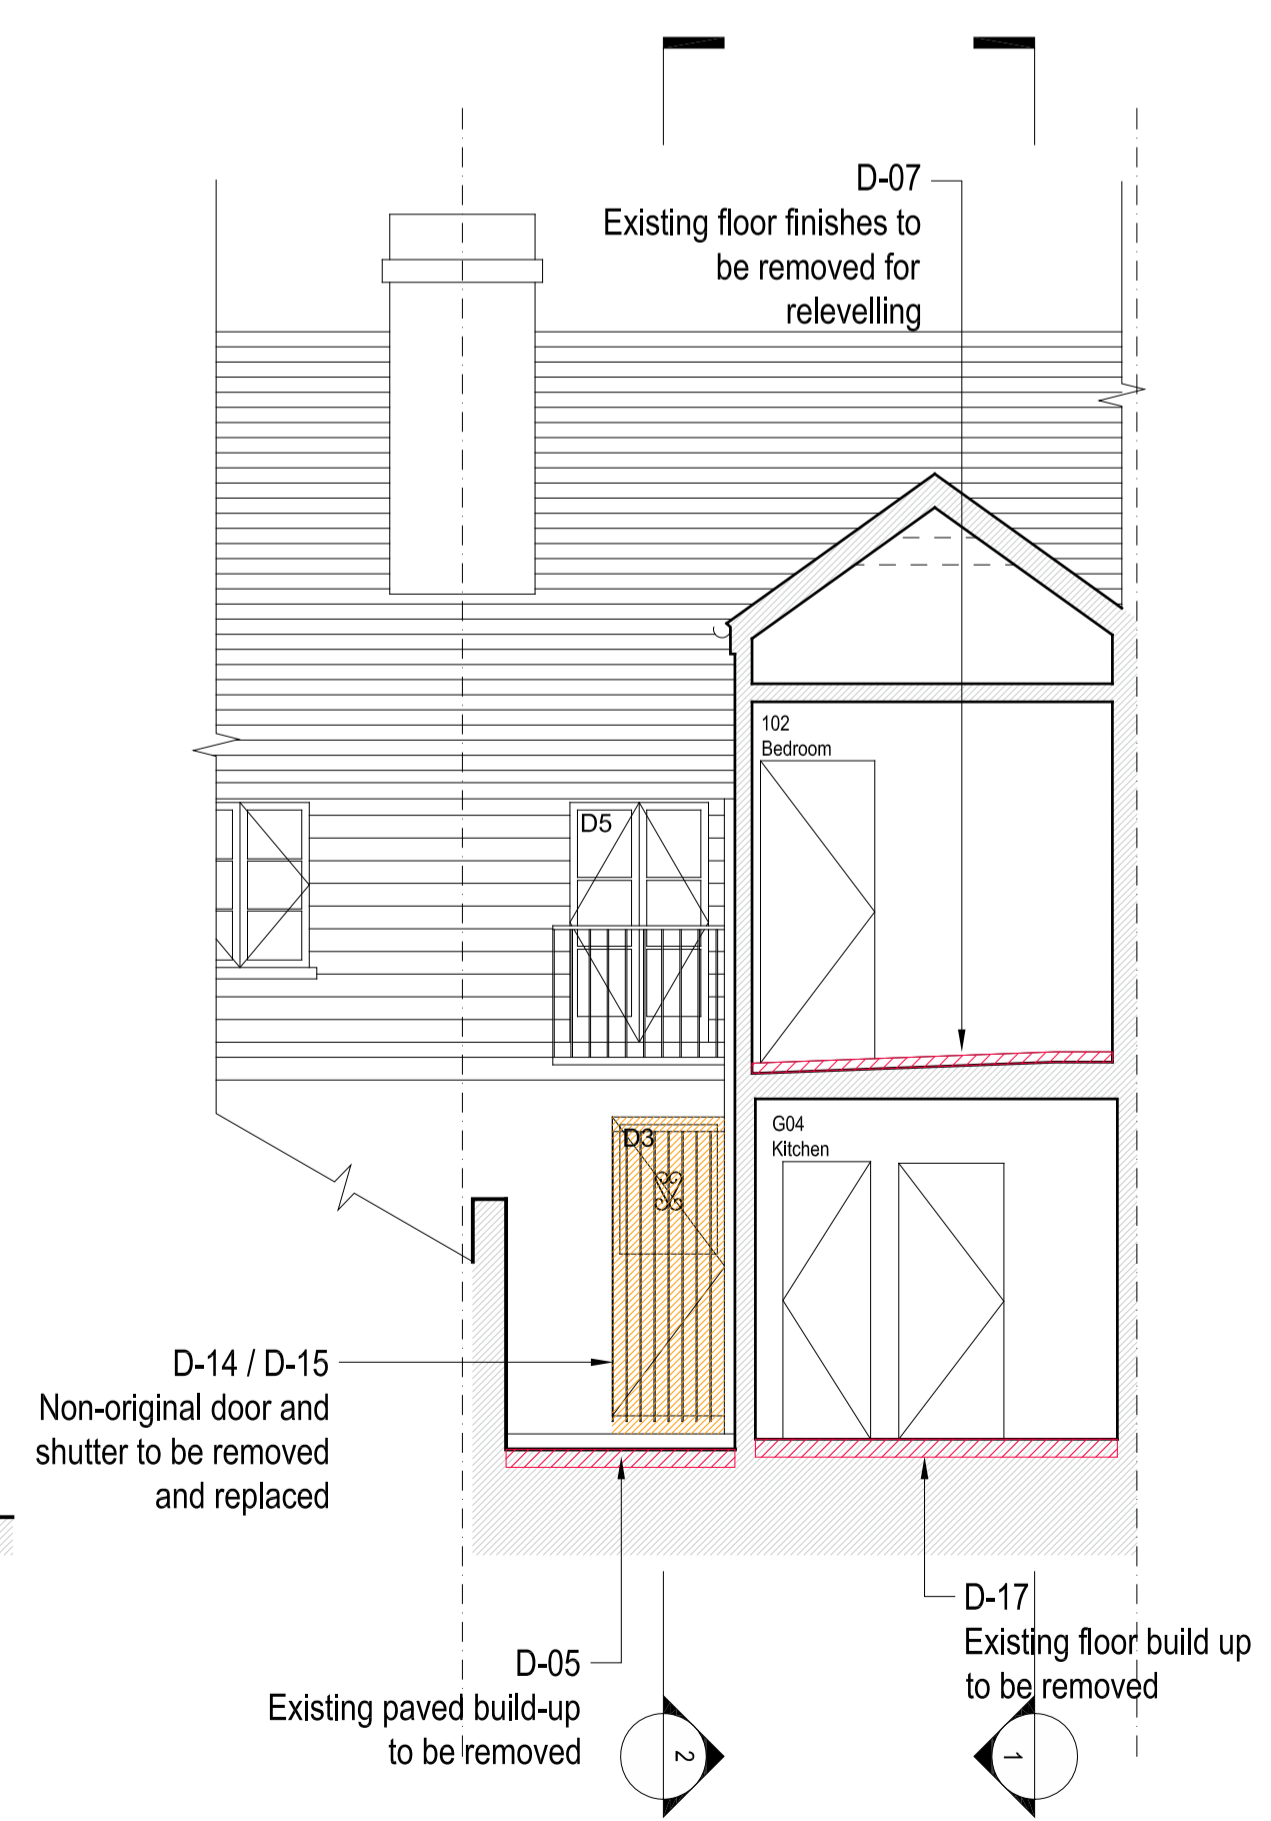 D-07
Existing floor finishes to
be removed for
relevelling
102
Bedroom
D5
G04
Kitchen
D3
D-14 / D-15
Non-original door and
shutter to be removed
and replaced
D-17
Existing floor build up
to be removed
D-05
Existing paved build-up
to be removed
2
1